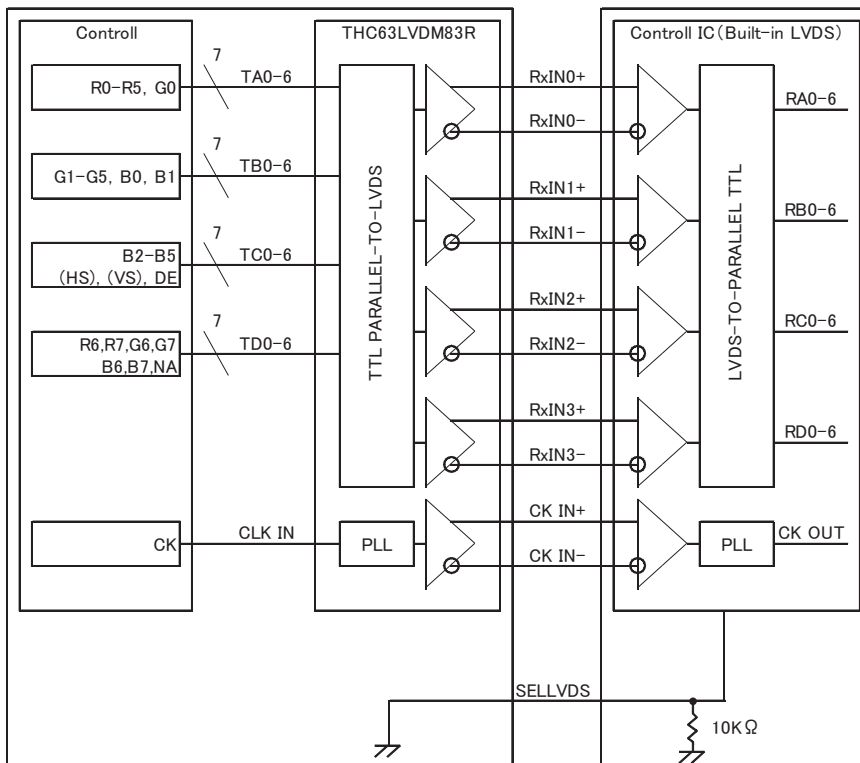 Controll
THC63LVDM83R
Controll IC(Built-in LVDS)
R0-R5, G0
7
TA0-6
G1-G5, B0, B1
7
TB0-6
B2-B5
(HS), (VS), DE
7
TC0-6
R6,R7,G6,G7
B6,B7,NA
7
TD0-6
CK
CLK IN
TTL PARALLEL-TO-LVDS
PLL
RxIN0+
RxIN0-
RxIN1+
RxIN1-
RxIN2+
RxIN2-
RxIN3+
RxIN3-
CK IN+
CK IN-
LVDS-TO-PARALLEL TTL
PLL
RA0-6
RB0-6
RC0-6
RD0-6
CK OUT
SELLVDS
10KΩ